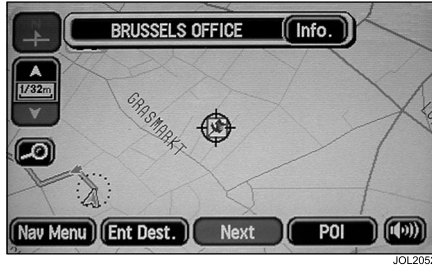 N
BRUSSELS OFFICE
Info.
1/32m
GRASMARKT
Nav Menu
Ent Dest.
Next
POI
JOL2052